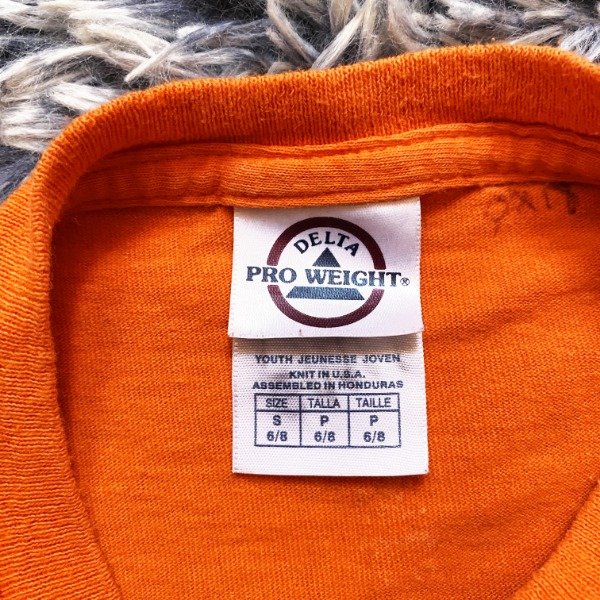 DELTA
PRO WEIGHT®
YOUTH JEUNESSE JOVEN
KNIT IN U.S.A.
ASSEMBLED IN HONDURAS
SIZE TALLA TAILLE
S P P
6/8 6/8 6/8